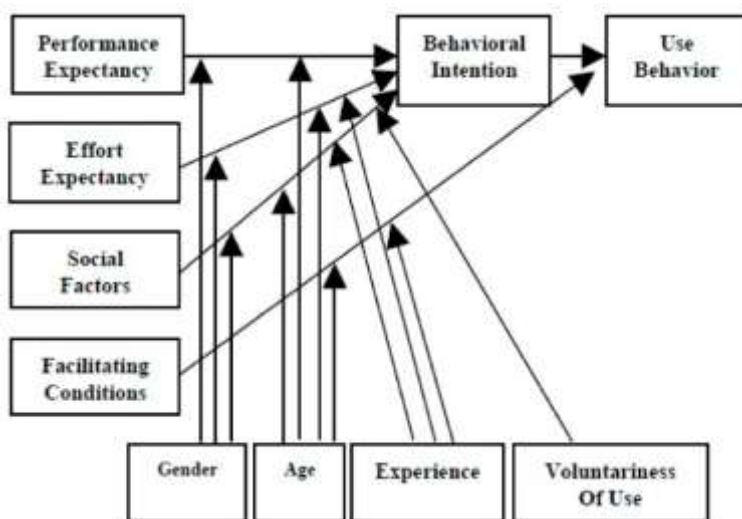 Performance
Expectancy
Behavioral
Intention
Use
Behavior
Effort
Expectancy
Social
Factors
Facilitating
Conditions
Gender
Age
Experience
Voluntariness
Of Use